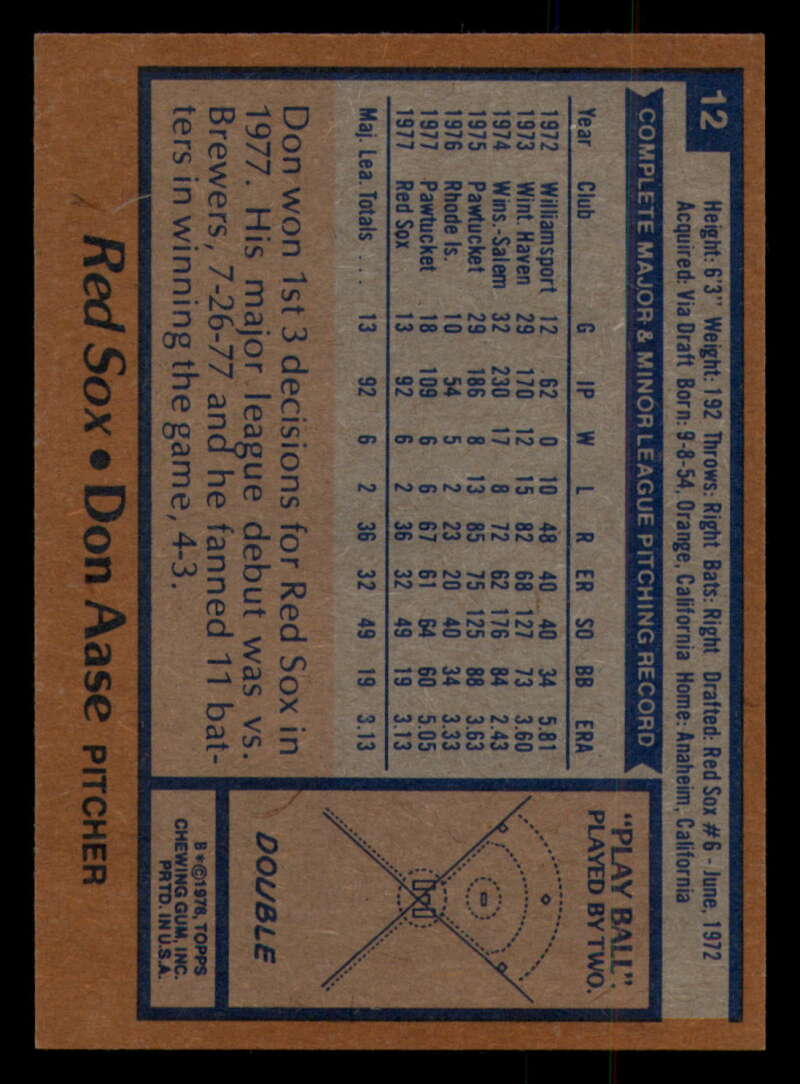 12
Height: 6'3" Weight: 192 Throws: Right Bats: Right Drafted: Red Sox #6 - June, 1972
Acquired: Via Draft Born: 9-8-54, Orange, California Home: Anaheim, California
COMPLETE MAJOR & MINOR LEAGUE PITCHING RECORD
Year Club G IP W L R ER SO BB ERA
1972 Williamsport 12 62 0 10 48 40 40 34 5.81
1973 Wint. Haven 29 170 12 15 82 68 127 73 3.60
1974 Wins.-Salem 32 230 17 8 72 62 176 84 2.43
1975 Pawtucket 29 186 8 13 85 75 125 88 3.63
1976 Rhode Is. 10 54 5 2 23 20 40 34 3.33
1977 Pawtucket 18 109 6 6 67 61 64 60 5.05
1977 Red Sox 13 92 6 2 36 32 49 19 3.13
Maj. Lea. Totals .... 13 92 6 2 36 32 49 19 3.13
Don won 1st 3 decisions for Red Sox in
1977. His major league debut was vs.
Brewers, 7-26-77 and he fanned 11 bat-
ters in winning the game, 4-3.
"PLAY BALL".
PLAYED BY TWO.
DOUBLE
B*©1978, TOPPS
CHEWING GUM, INC.
PRTD. IN U.S.A.
Red Sox • Don Aase PITCHER